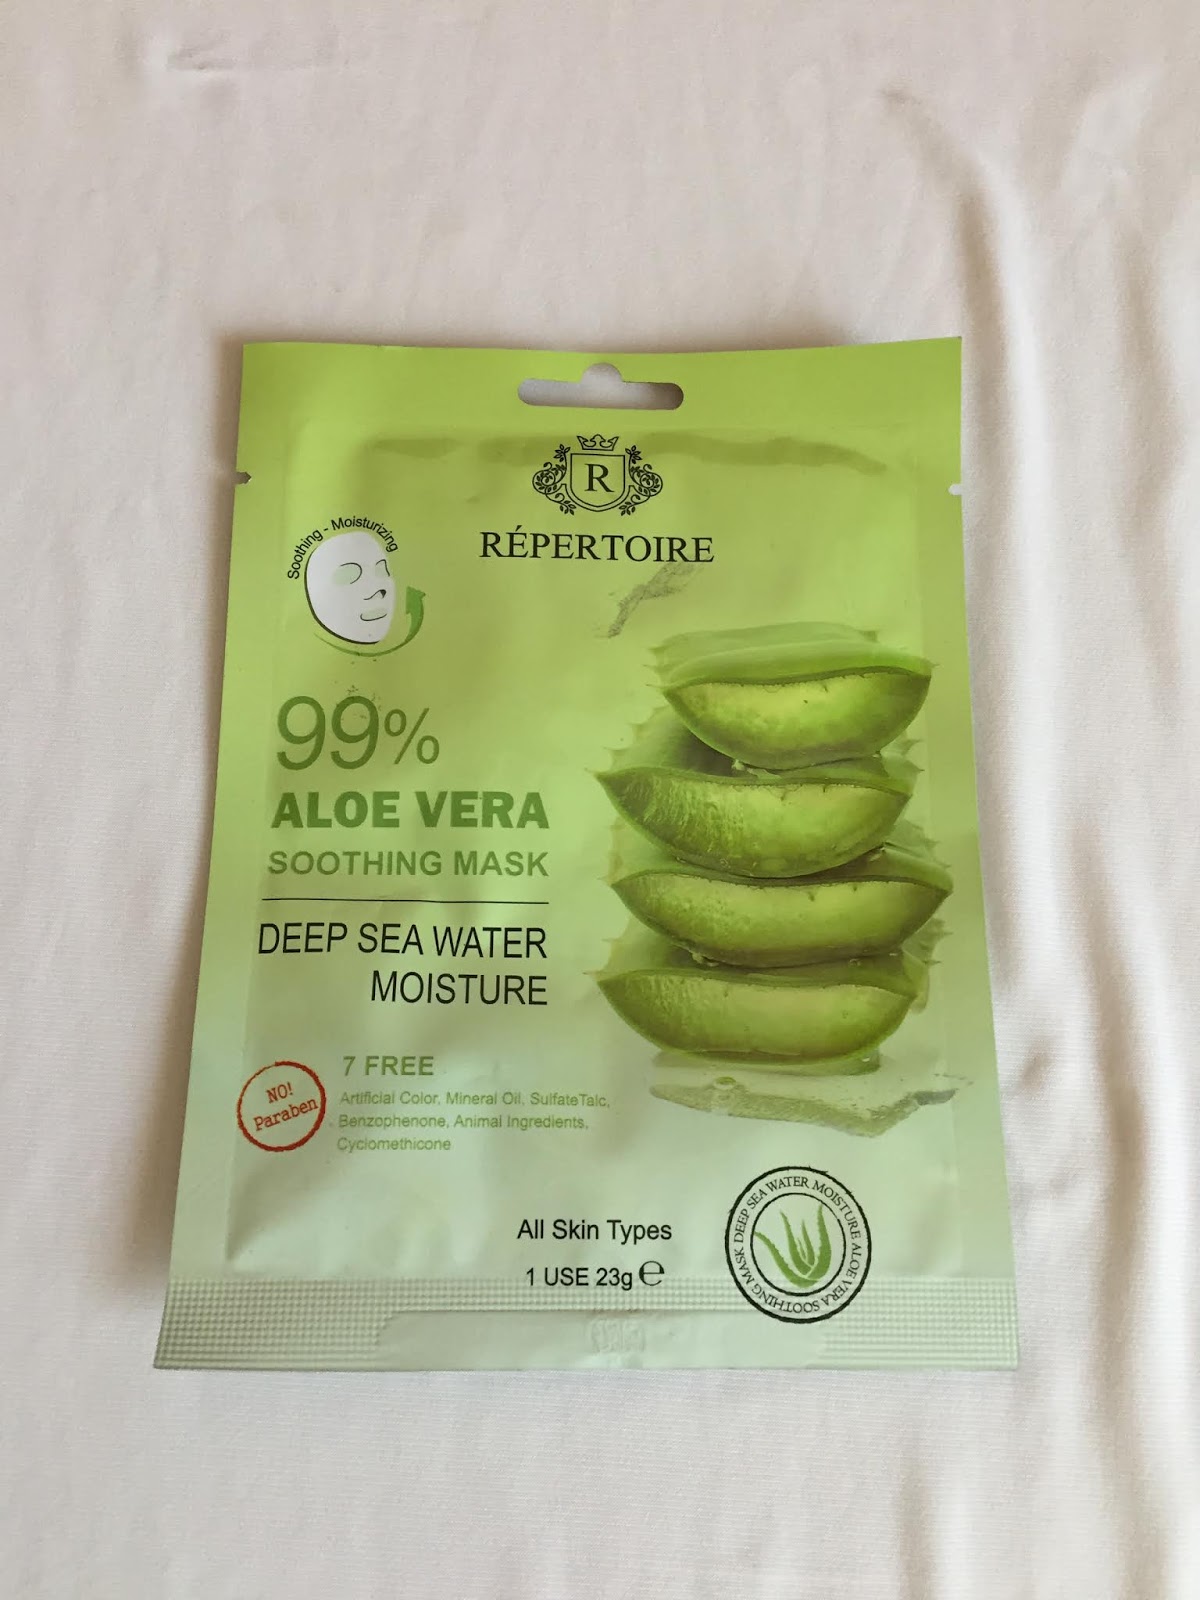 R
RÉPERTOIRE
Soothing - Moisturizing
99%
ALOE VERA
SOOTHING MASK
DEEP SEA WATER
MOISTURE
NO!
Paraben
7 FREE
Artificial Color, Mineral Oil, SulfateTalc,
Benzophenone, Animal Ingredients,
Cyclomethicone
All Skin Types
1 USE 23g ℮
DEEP SEA WATER MOISTURE ALOE VERA SOOTHING MASK